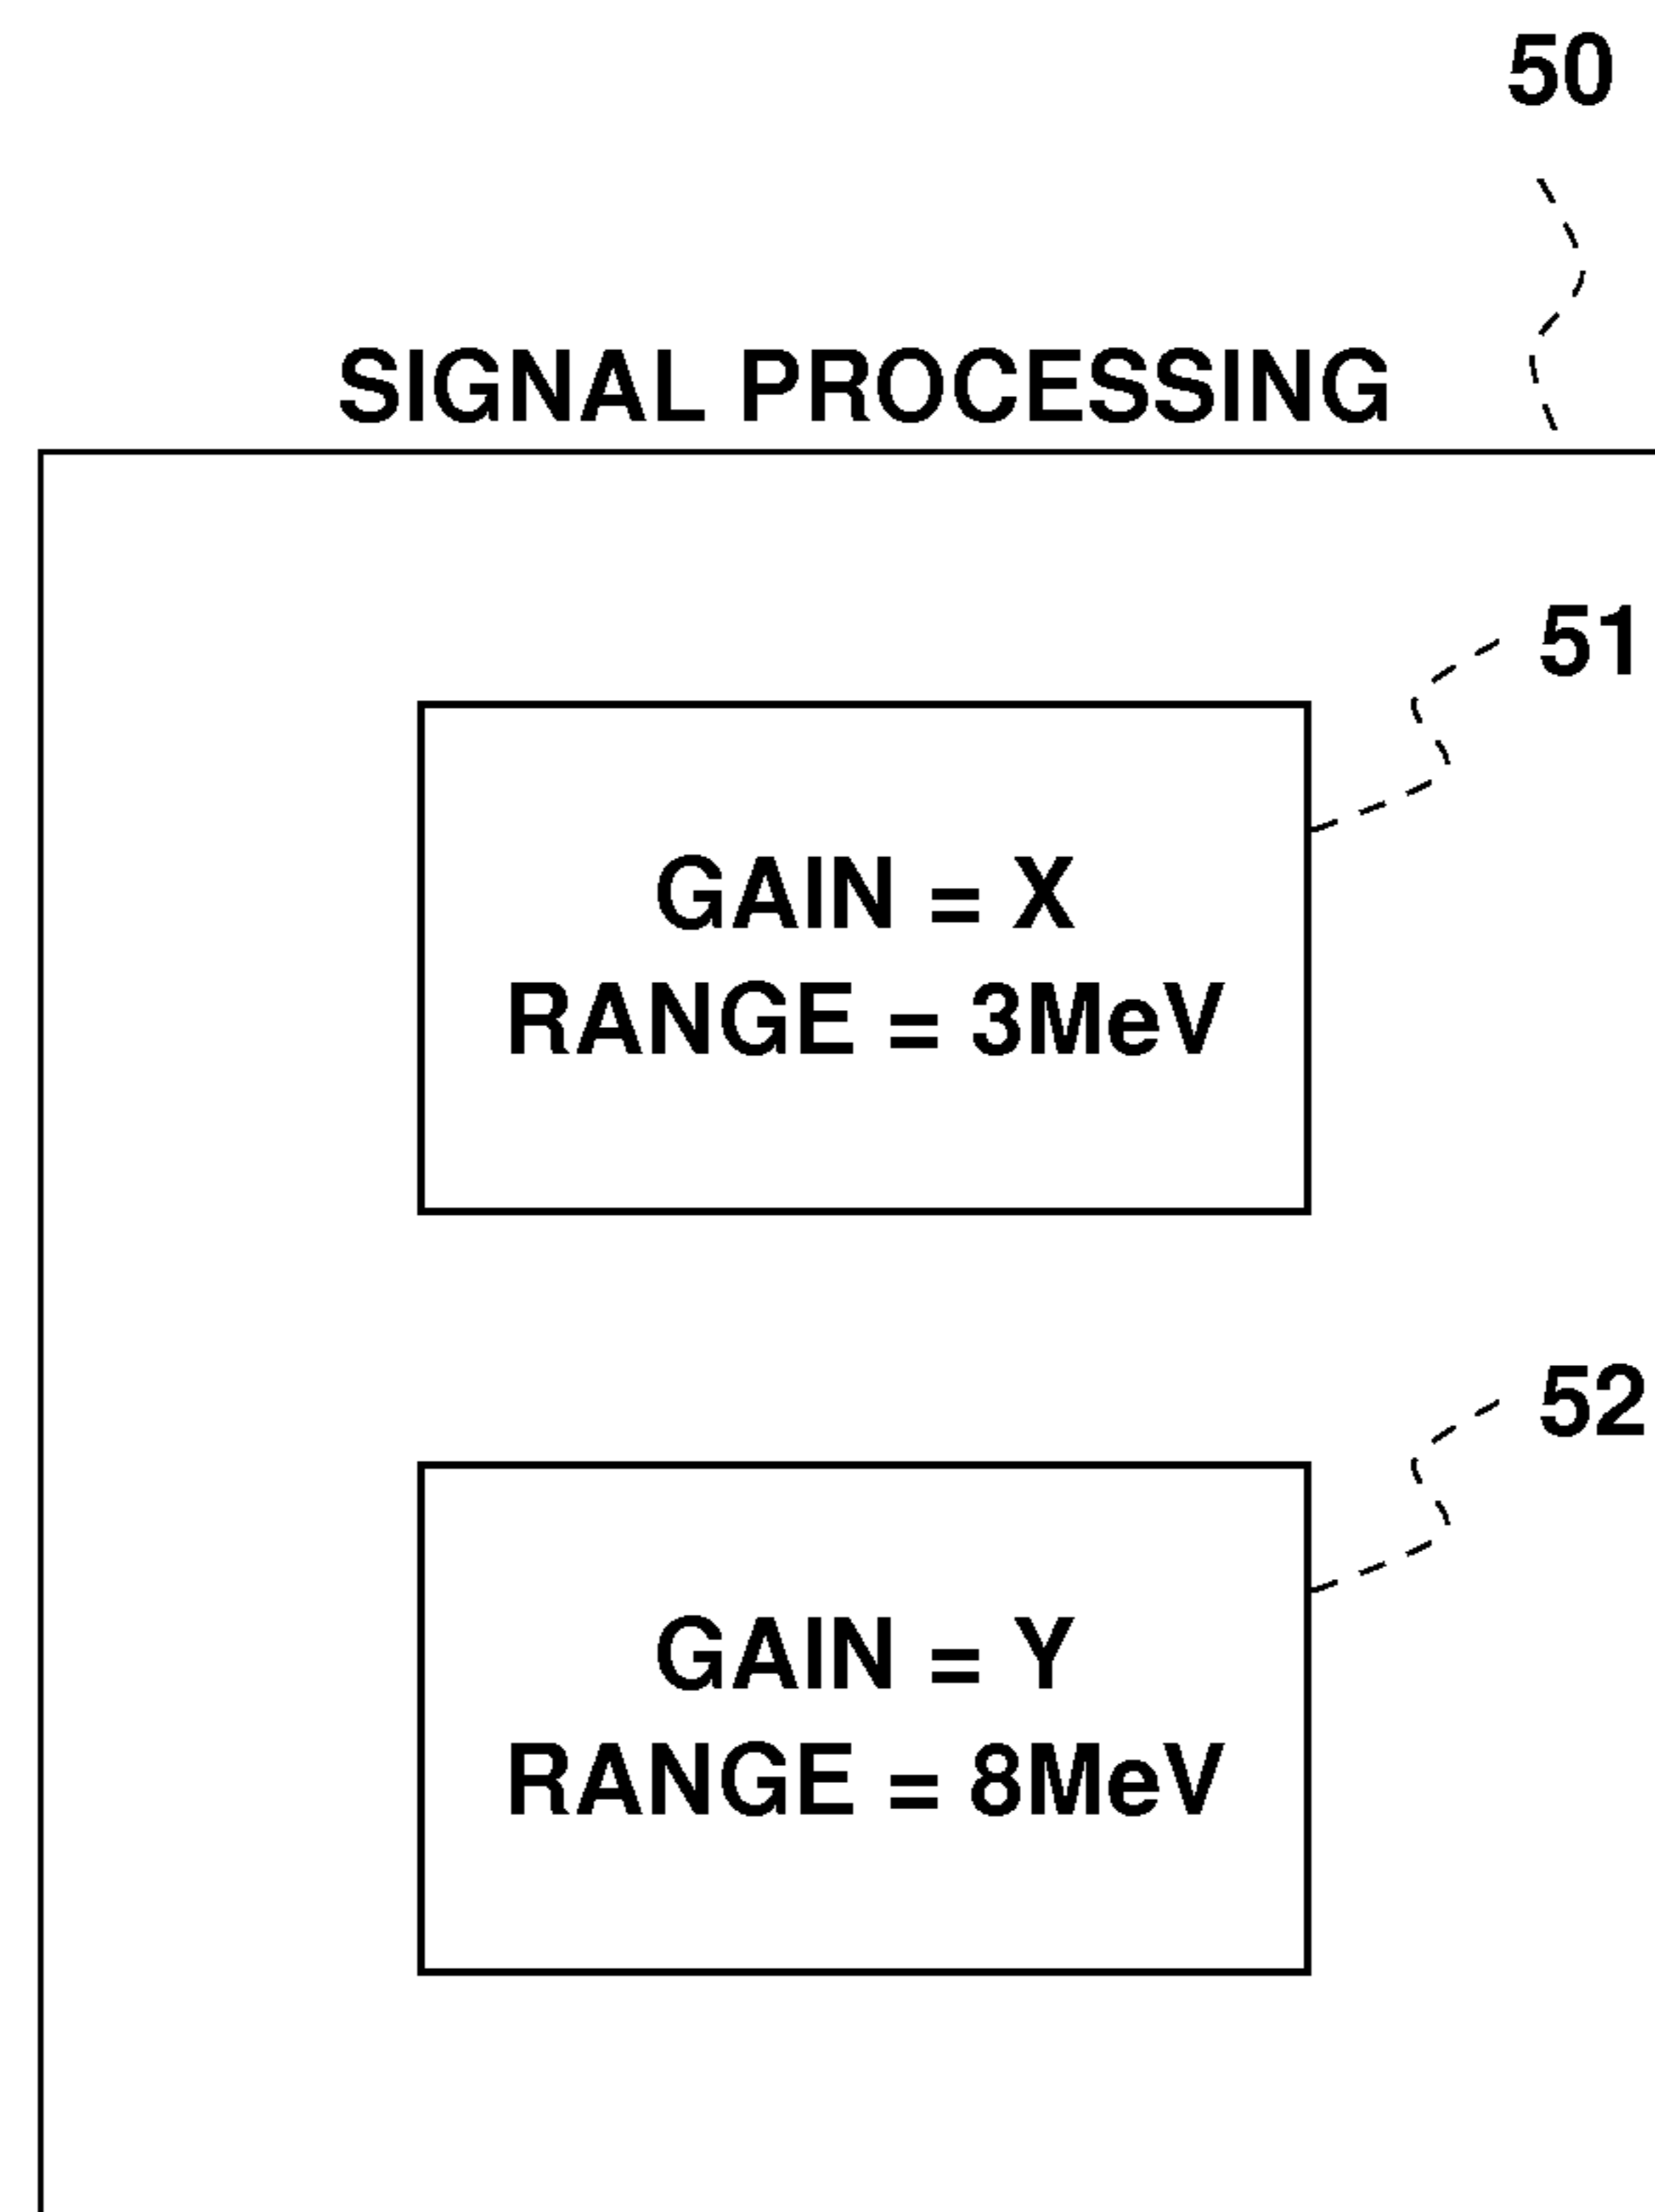 50
SIGNAL PROCESSING
51
GAIN = X
RANGE = 3MeV
52
GAIN = Y
RANGE = 8MeV